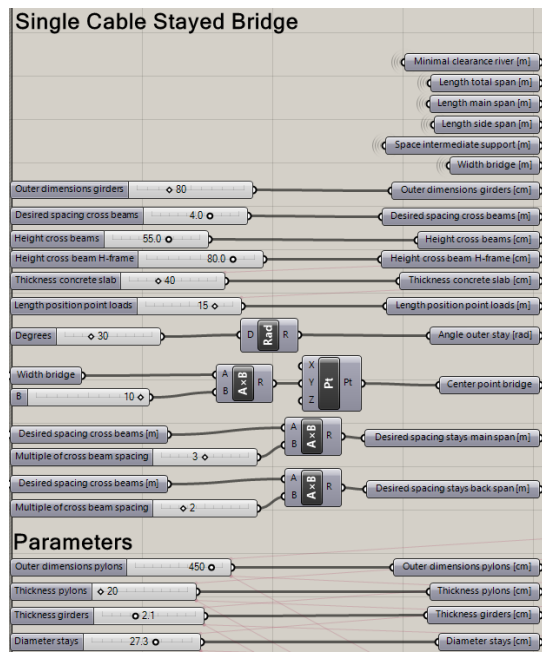 Single Cable Stayed Bridge
Minimal clearance river [m]
Length total span [m]
Length main span [m]
Length side span [m]
Space intermediate support [m]
Width bridge [m]
Outer dimensions girders 80 Outer dimensions girders [cm]
Desired spacing cross beams 4.0 Desired spacing cross beams [m]
Height cross beams 55.0 Height cross beams [cm]
Height cross beam H-frame 80.0 Height cross beam H-frame [cm]
Thickness concrete slab 40 Thickness concrete slab [cm]
Length position point loads 15 Length position point loads [m]
Degrees 30 D Rad R Angle outer stay [rad]
Width bridge A B A×B R X Y Z Pt Pt Center point bridge
B 10
Desired spacing cross beams [m] A B A×B R Desired spacing stays main span [m]
Multiple of cross beam spacing 3
Desired spacing cross beams [m] A B A×B R Desired spacing stays back span [m]
Multiple of cross beam spacing 2
Parameters
Outer dimensions pylons 450 Outer dimensions pylons [cm]
Thickness pylons 20 Thickness pylons [cm]
Thickness girders 2.1 Thickness girders [cm]
Diameter stays 27.3 Diameter stays [cm]